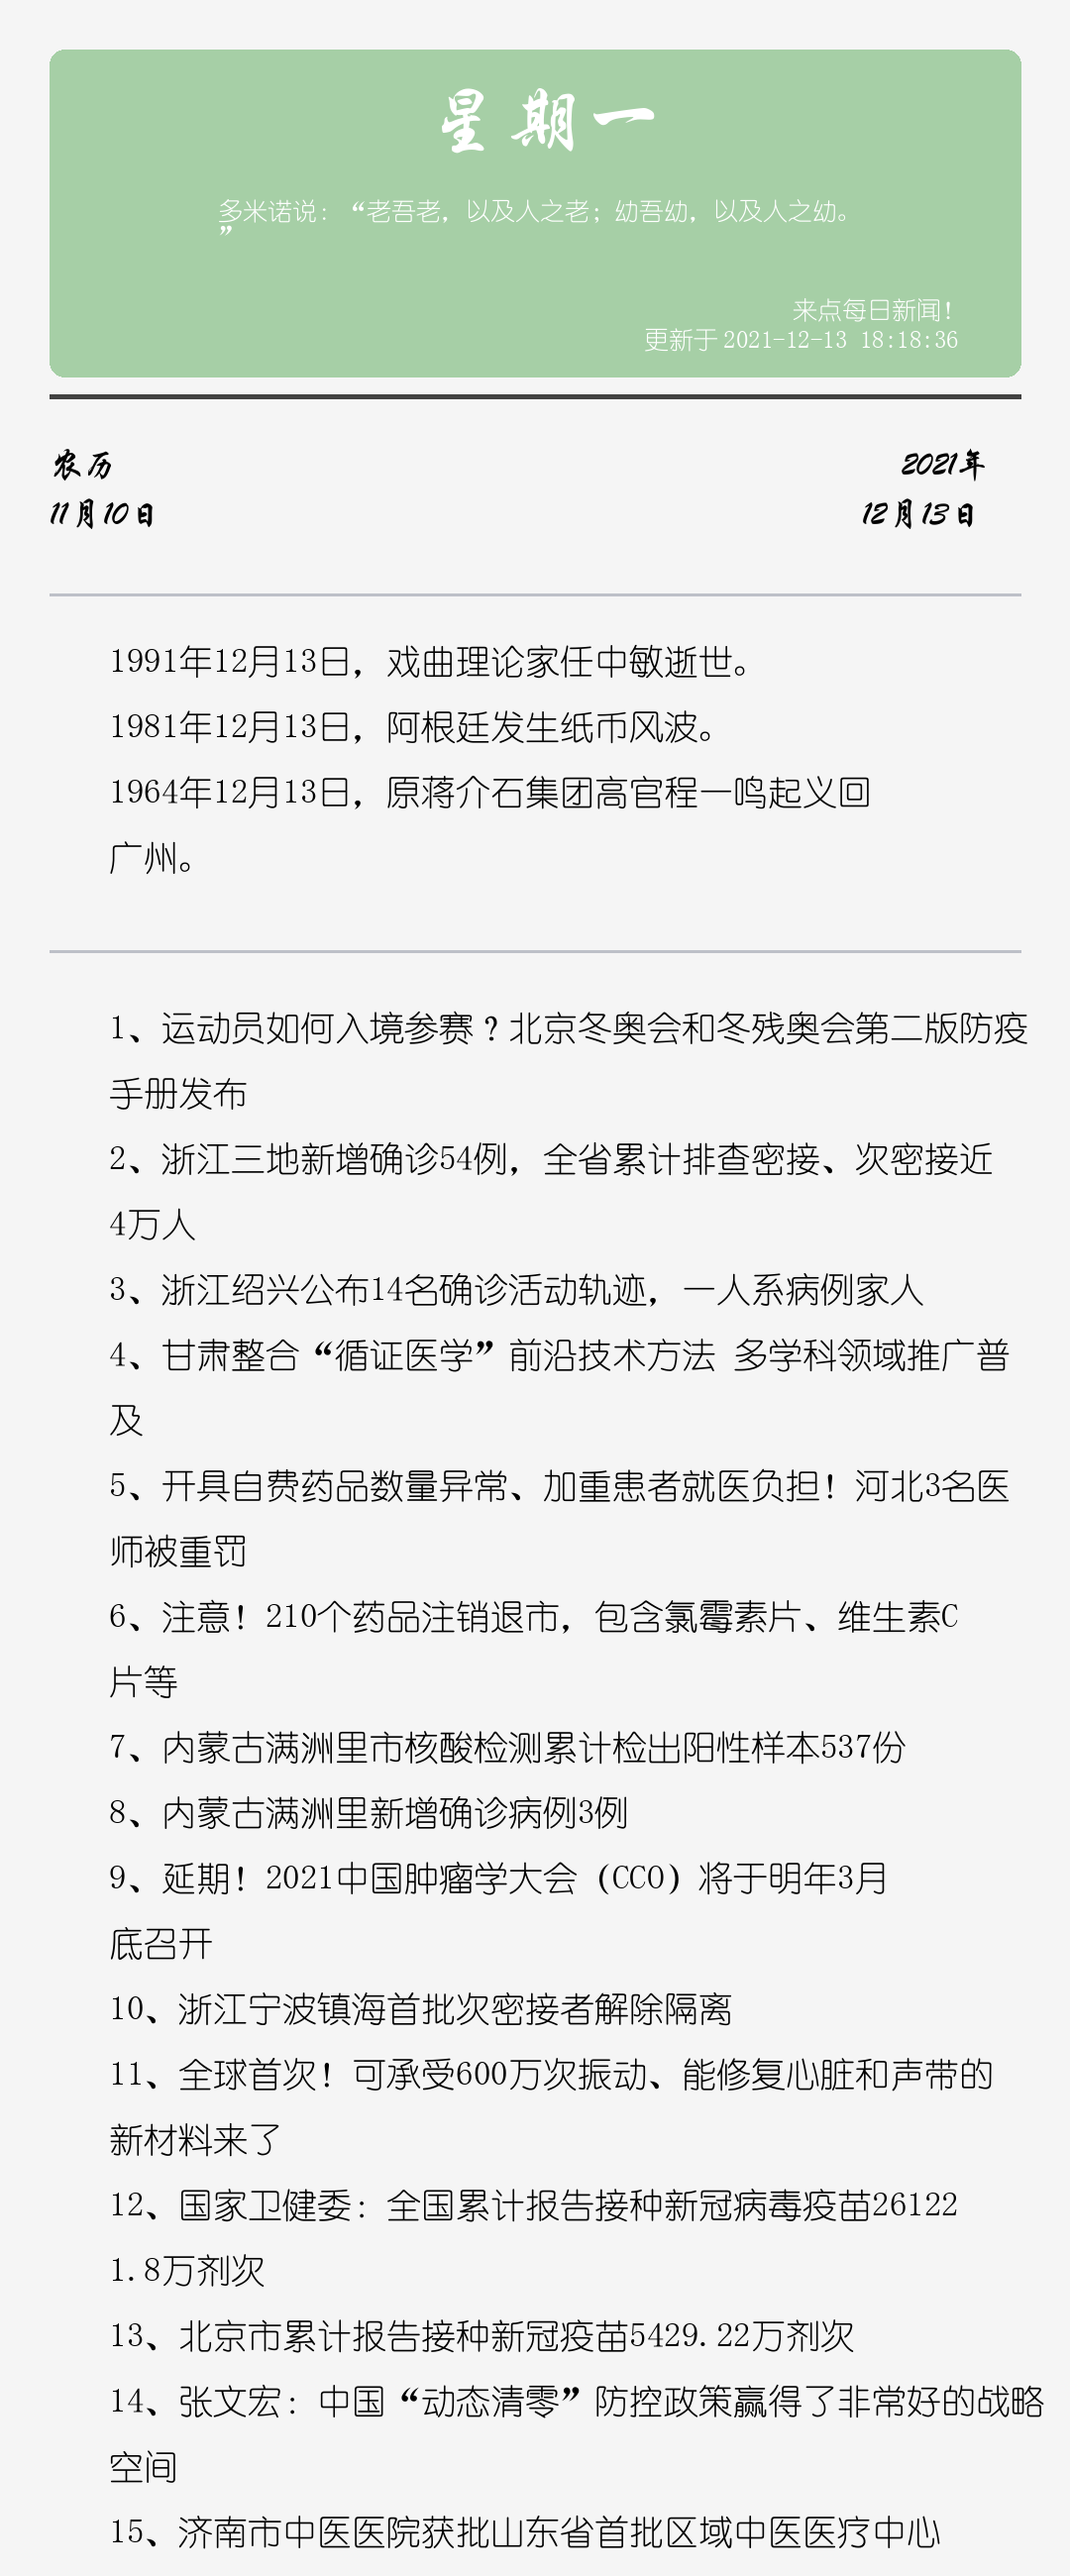 星期一
多米诺说：“老吾老，以及人之老；幼吾幼，以及人之幼。
”
来点每日新闻！
更新于 2021-12-13 18:18:36
农历
2021年
11月10日
12月13日
1991年12月13日，戏曲理论家任中敏逝世。
1981年12月13日，阿根廷发生纸币风波。
1964年12月13日，原蒋介石集团高官程一鸣起义回
广州。
1、运动员如何入境参赛？北京冬奥会和冬残奥会第二版防疫
手册发布
2、浙江三地新增确诊54例，全省累计排查密接、次密接近
4万人
3、浙江绍兴公布14名确诊活动轨迹，一人系病例家人
4、甘肃整合“循证医学”前沿技术方法 多学科领域推广普
及
5、开具自费药品数量异常、加重患者就医负担！河北3名医
师被重罚
6、注意！210个药品注销退市，包含氯霉素片、维生素C
片等
7、内蒙古满洲里市核酸检测累计检出阳性样本537份
8、内蒙古满洲里新增确诊病例3例
9、延期！2021中国肿瘤学大会（CCO）将于明年3月
底召开
10、浙江宁波镇海首批次密接者解除隔离
11、全球首次！可承受600万次振动、能修复心脏和声带的
新材料来了
12、国家卫健委：全国累计报告接种新冠病毒疫苗26122
1.8万剂次
13、北京市累计报告接种新冠疫苗5429.22万剂次
14、张文宏：中国“动态清零”防控政策赢得了非常好的战略
空间
15、济南市中医医院获批山东省首批区域中医医疗中心